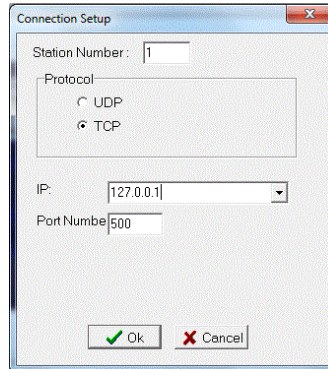 Connection Setup
Station Number : 1
Protocol
UDP
TCP
IP: 127.0.0.1
Port Numbe 500
Ok Cancel